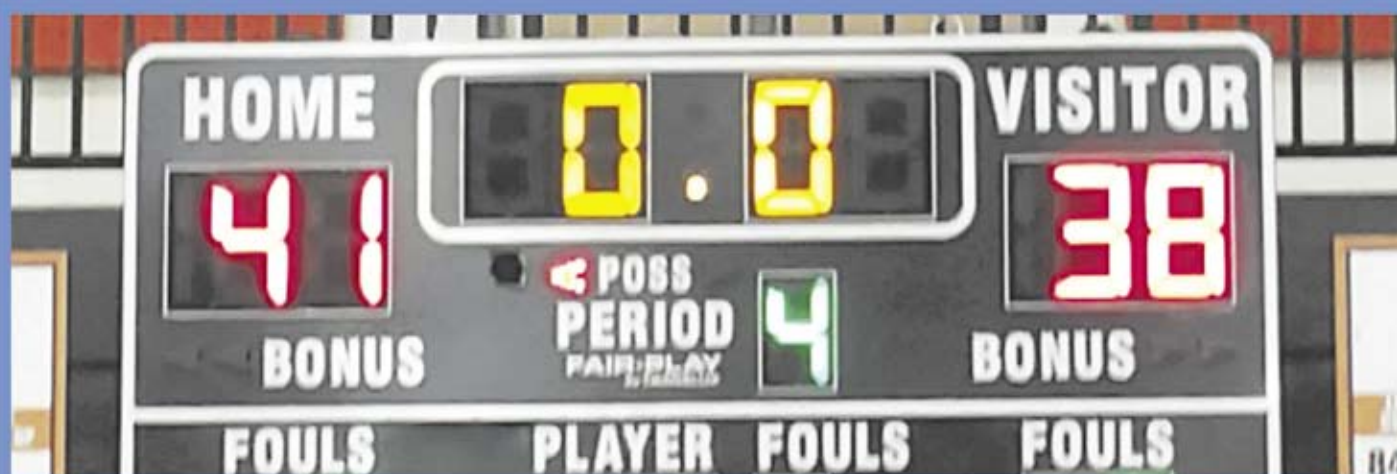 HOME 0.0 VISITOR
41 38
POSS
PERIOD 4
FAIR-PLAY
BONUS BONUS
FOULS PLAYER FOULS FOULS